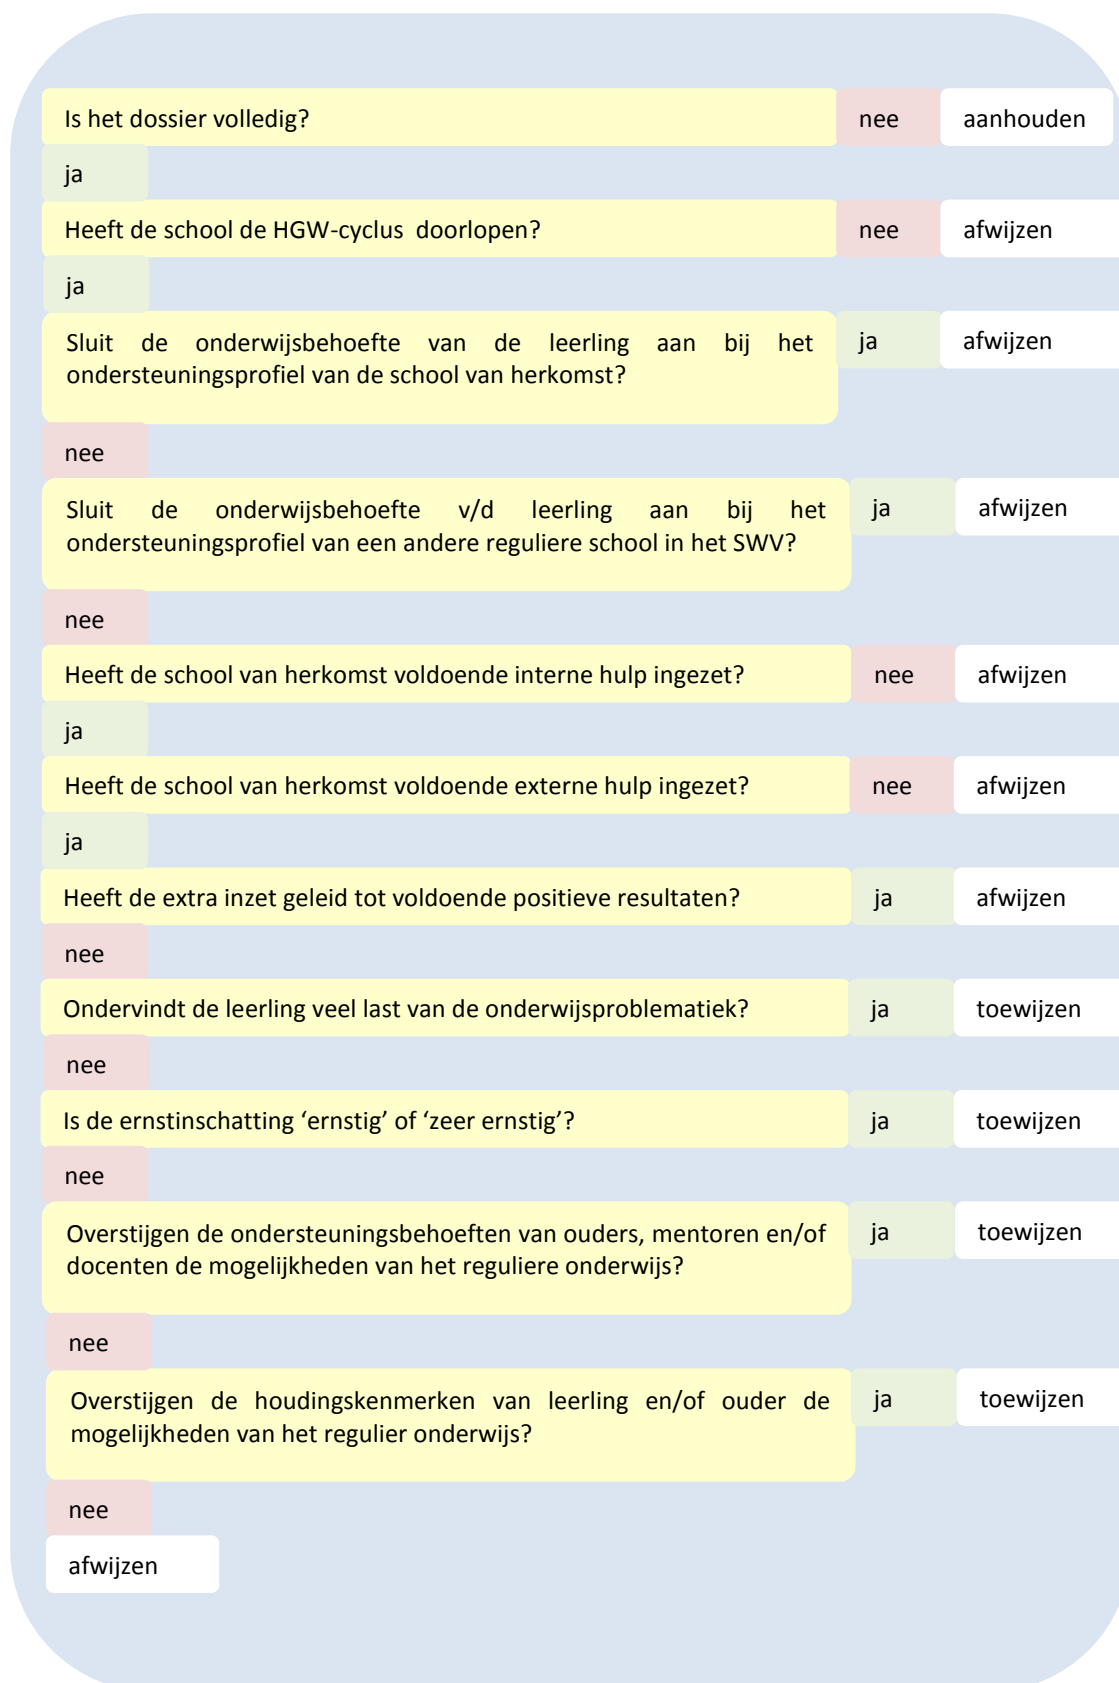 Is het dossier volledig? nee aanhouden
ja
Heeft de school de HGW-cyclus doorlopen? nee afwijzen
ja
Sluit de onderwijsbehoefte van de leerling aan bij het ja afwijzen
ondersteuningsprofiel van de school van herkomst?
nee
Sluit de onderwijsbehoefte v/d leerling aan bij het ja afwijzen
ondersteuningsprofiel van een andere reguliere school in het SWV?
nee
Heeft de school van herkomst voldoende interne hulp ingezet? nee afwijzen
ja
Heeft de school van herkomst voldoende externe hulp ingezet? nee afwijzen
ja
Heeft de extra inzet geleid tot voldoende positieve resultaten? ja afwijzen
nee
Ondervindt de leerling veel last van de onderwijsproblematiek? ja toewijzen
nee
Is de ernstinschatting ‘ernstig’ of ‘zeer ernstig’? ja toewijzen
nee
Overstijgen de ondersteuningsbehoeften van ouders, mentoren en/of ja toewijzen
docenten de mogelijkheden van het reguliere onderwijs?
nee
Overstijgen de houdingskenmerken van leerling en/of ouder de ja toewijzen
mogelijkheden van het regulier onderwijs?
nee
afwijzen